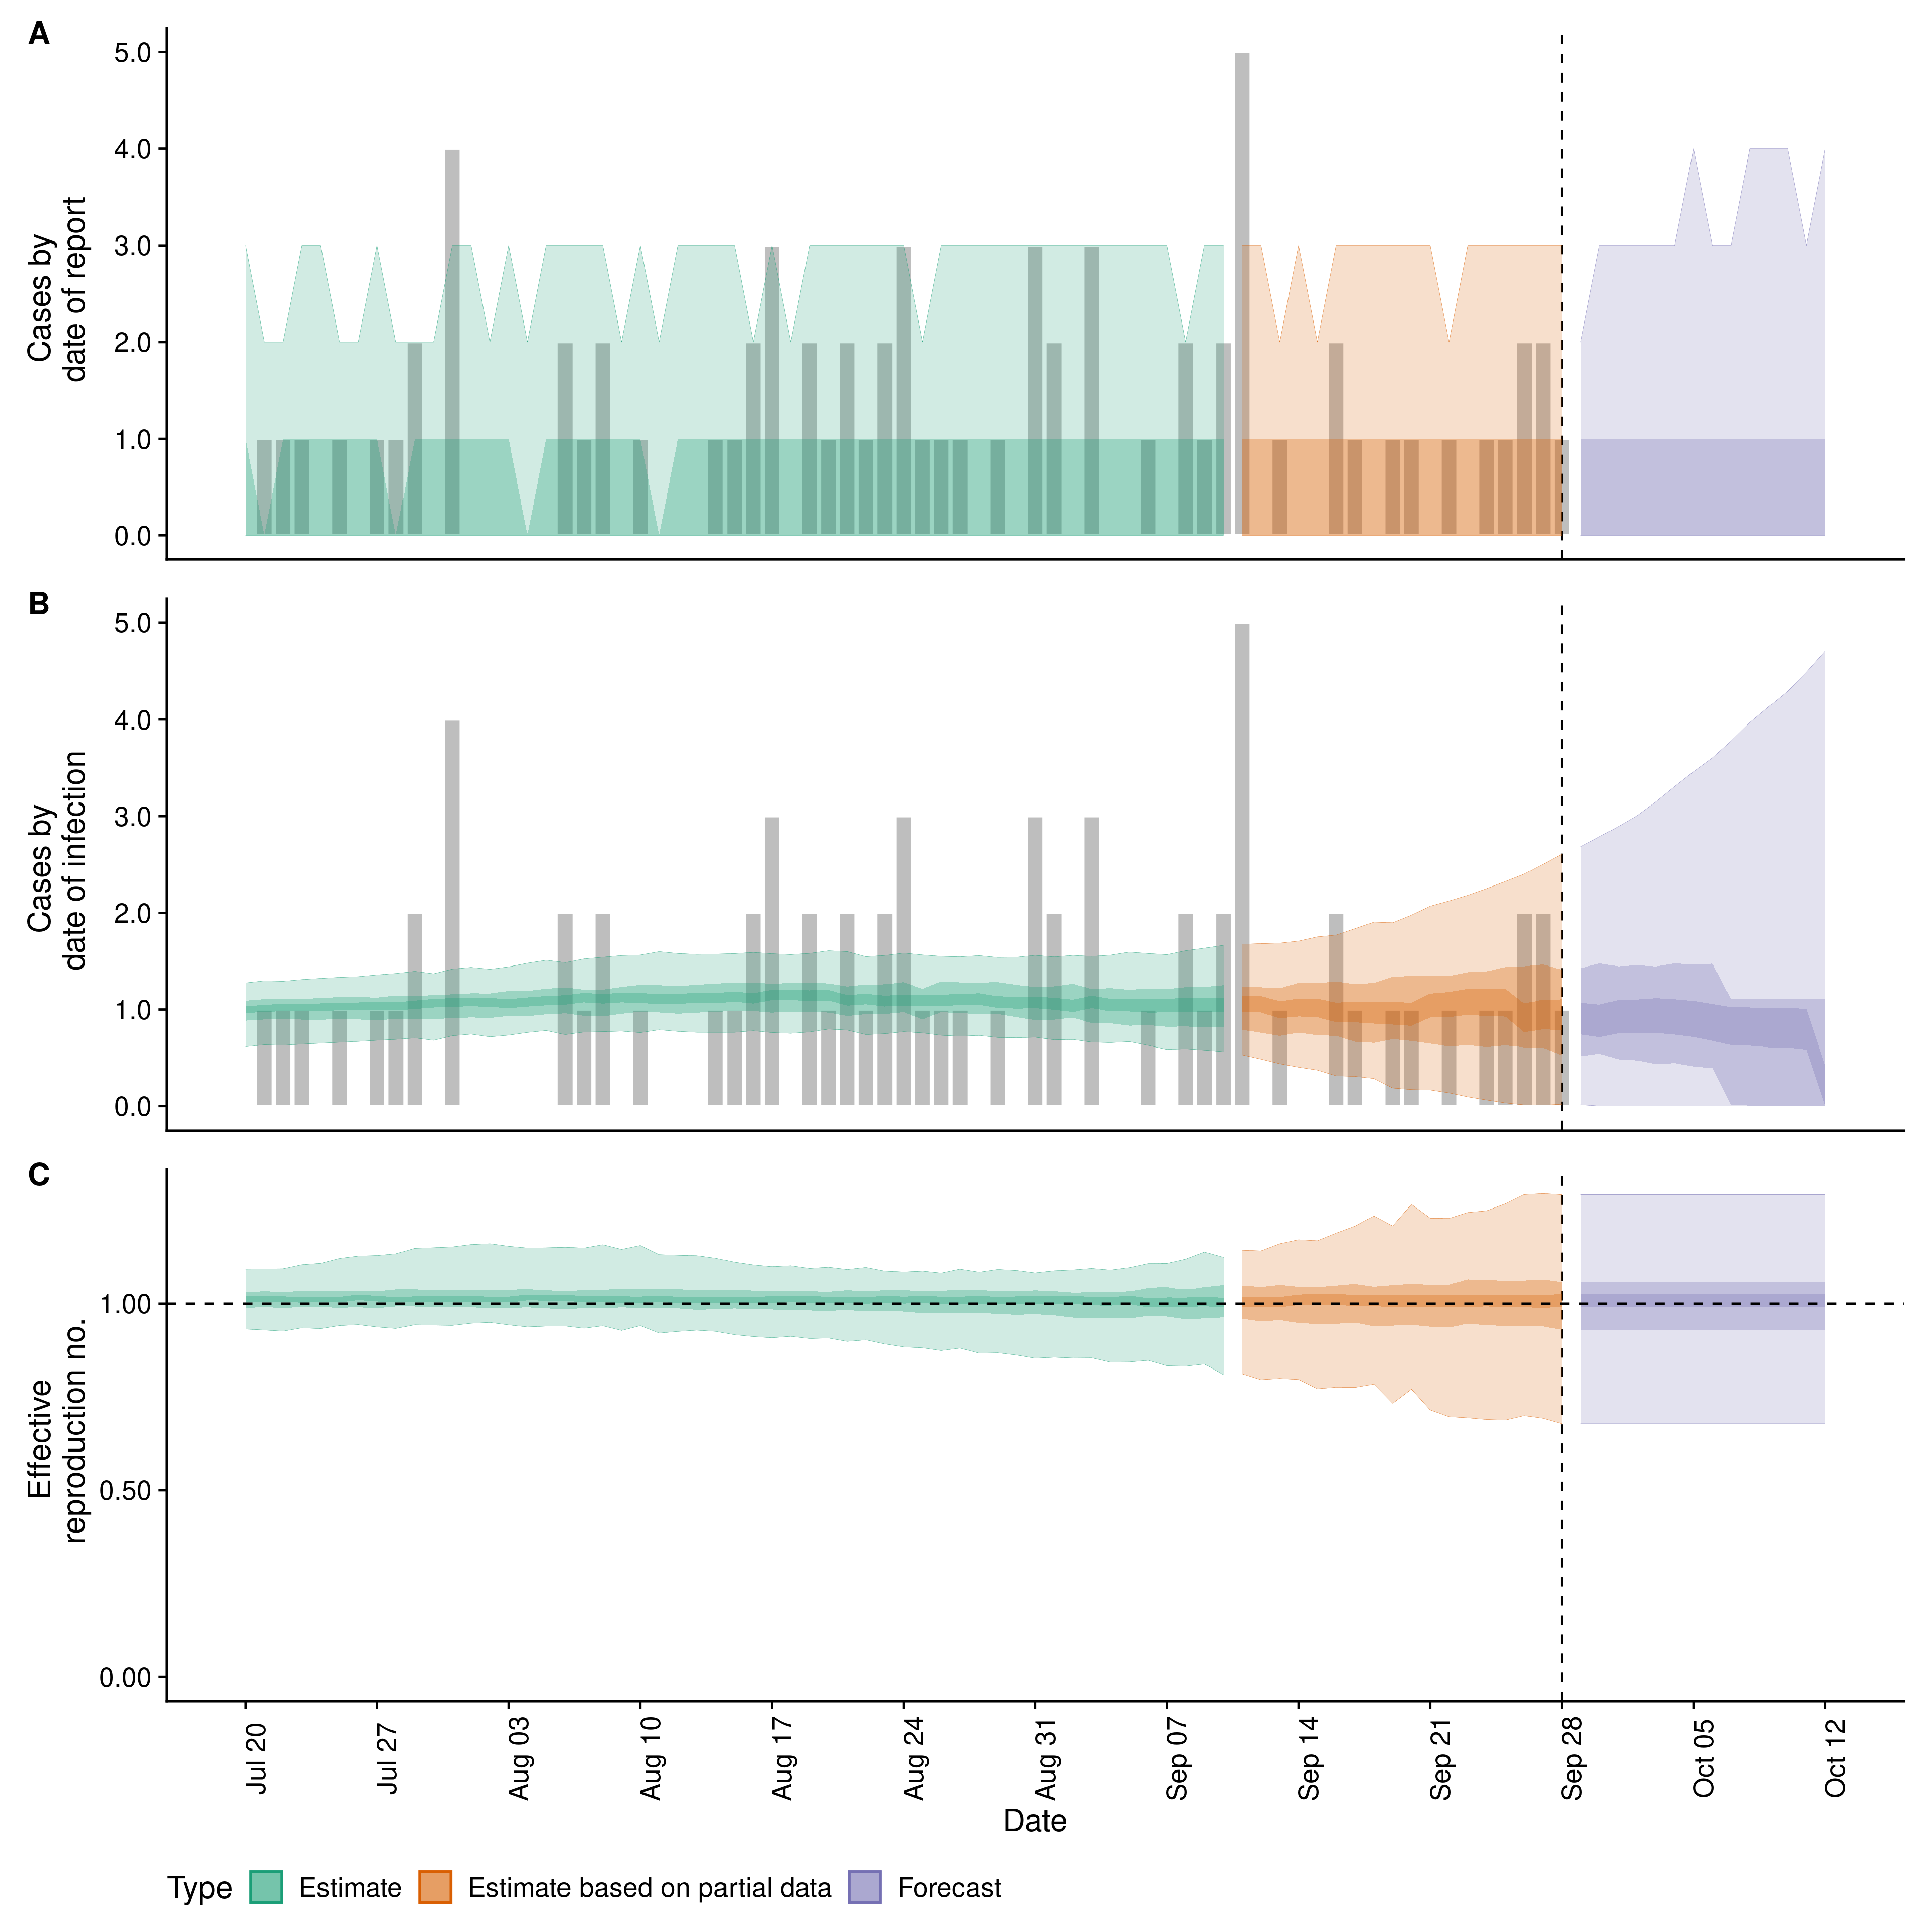 A
5.0
4.0
3.0
2.0
1.0
0.0
Cases by
date of report
B
5.0
4.0
3.0
2.0
1.0
0.0
Cases by
date of infection
C
1.00
0.50
0.00
Effective
reproduction no.
Jul 20
Jul 27
Aug 03
Aug 10
Aug 17
Aug 24
Aug 31
Sep 07
Sep 14
Sep 21
Sep 28
Oct 05
Oct 12
Date
Type
Estimate
Estimate based on partial data
Forecast